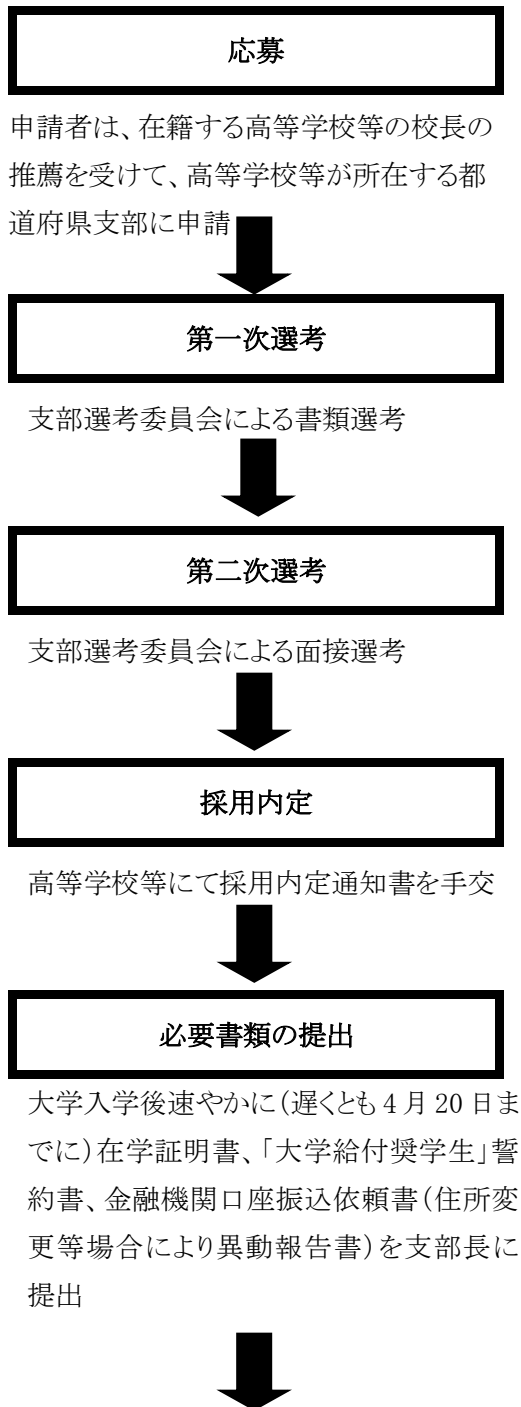 応募
申請者は、在籍する高等学校等の校長の
推薦を受けて、高等学校等が所在する都
道府県支部に申請
第一次選考
支部選考委員会による書類選考
第二次選考
支部選考委員会による面接選考
採用内定
高等学校等にて採用内定通知書を手交
必要書類の提出
大学入学後速やかに(遅くとも4月20日ま
でに)在学証明書、「大学給付奨学生」誓
約書、金融機関口座振込依頼書(住所変
更等場合により異動報告書)を支部長に
提出